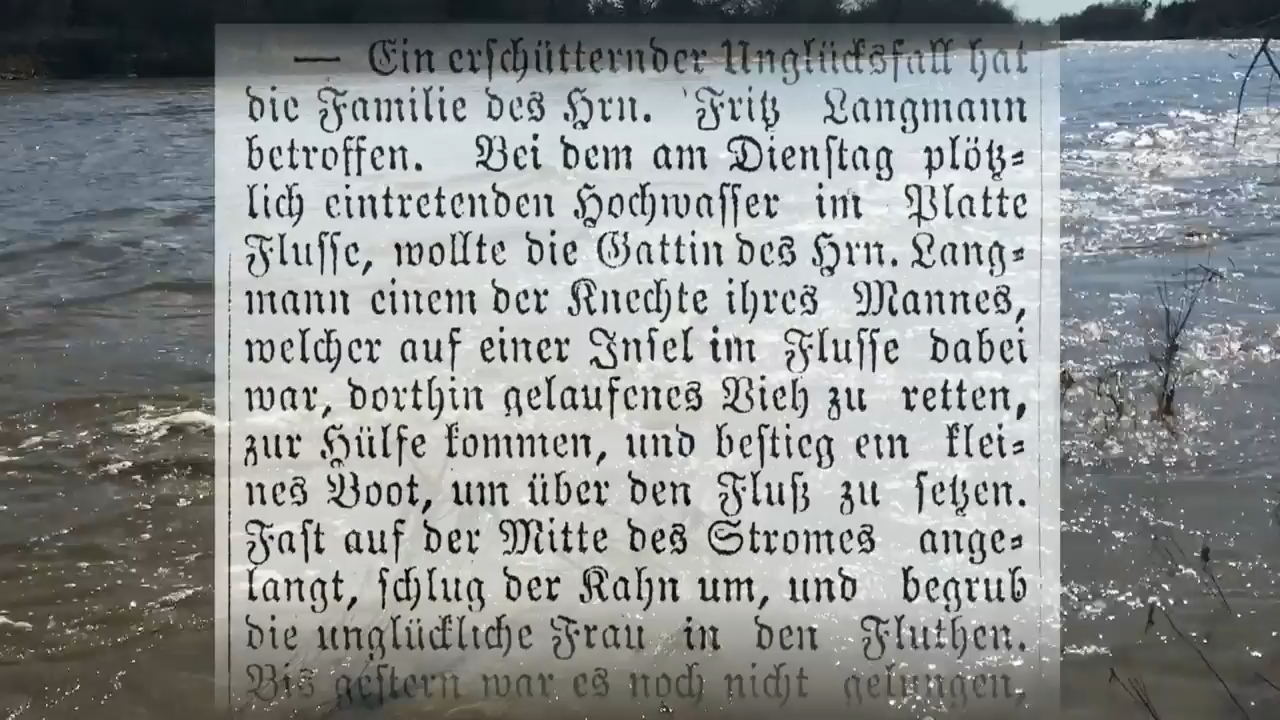 — Ein erschütternder Unglücksfall hat
die Familie des Hrn. Fritz Langmann
betroffen. Bei dem am Dienstag plötz-
lich eintretenden Hochwasser im Platte
Flusse, wollte die Gattin des Hrn. Lang-
mann einem der Knechte ihres Mannes,
welcher auf einer Insel im Flusse dabei
war, dorthin gelaufenes Vieh zu retten,
zur Hülfe kommen, und bestieg ein klei-
nes Boot, um über den Fluß zu setzen.
Fast auf der Mitte des Stromes ange-
langt, schlug der Kahn um, und begrub
die unglückliche Frau in den Fluthen.
Bis gestern war es noch nicht gelungen,